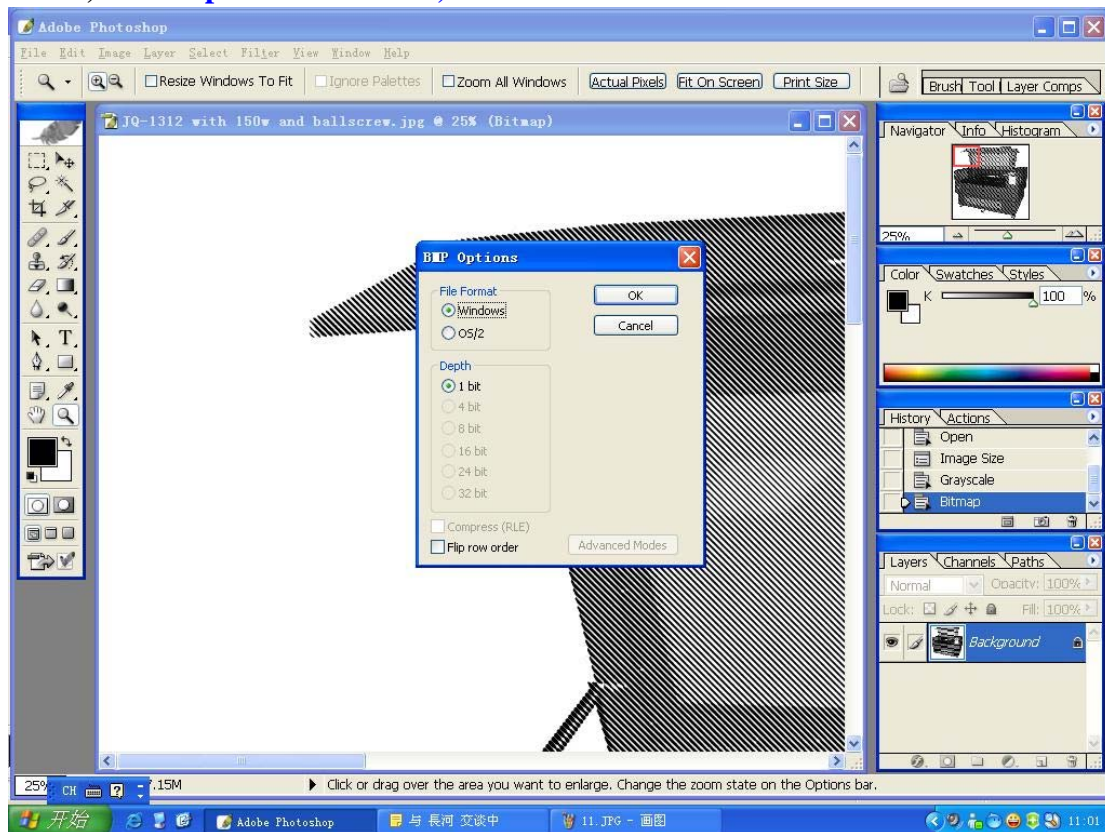 Adobe Photoshop
File Edit Image Layer Select Filter View Window Help
Resize Windows To Fit Ignore Palettes Zoom All Windows Actual Pixels Fit On Screen Print Size Brush Tool Layer Comps
JQ-1312 with 150w and ballscrew.jpg @ 25% (Bitmap)
Navigator Info Histogram
25%
BMP Options
File Format
Windows
OS/2
OK
Cancel
Depth
1 bit
4 bit
8 bit
16 bit
24 bit
32 bit
Compress (RLE)
Flip row order
Advanced Modes
Color Swatches Styles
K 100 %
History Actions
Open
Image Size
Grayscale
Bitmap
Layers Channels Paths
Normal Opacity: 100%
Lock: Fill: 100%
Background
25% .15M Click or drag over the area you want to enlarge. Change the zoom state on the Options bar.
CH
开始 Adobe Photoshop 与 長河 交谈中 11.JPG - 画图 11:01